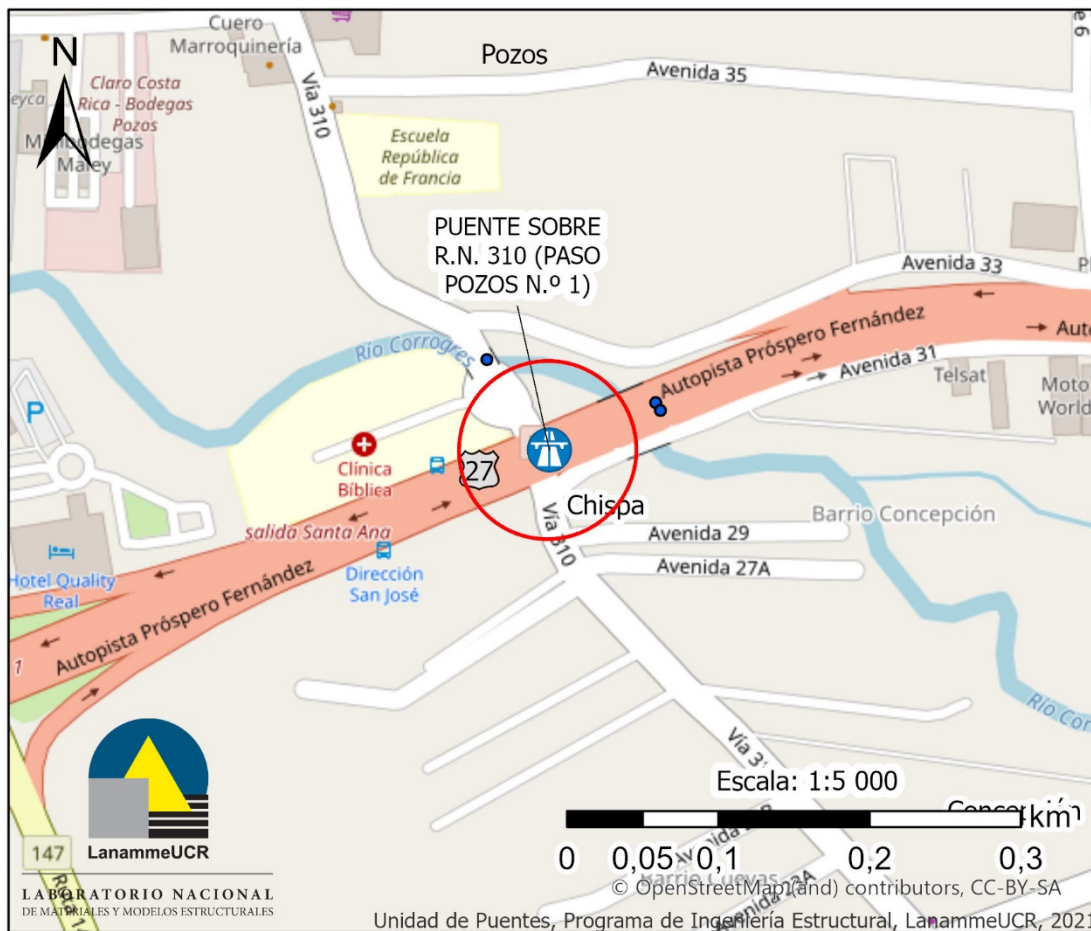 Cuero
Marroquinería
Pozos
Avenida 35
N
Claro Costa
Rica - Bodegas
Pozos
Maley
Vía 310
Escuela
República
de Francia
PUENTE SOBRE
R.N. 310 (PASO
POZOS N.º 1)
Avenida 33
Río Corrogres
Autopista Próspero Fernández
Avenida 31
Telsat
Moto
World
P
Clínica
Bíblica
27
salida Santa Ana
Chispa
Vía 310
Avenida 29
Barrio Concepción
Avenida 27A
Hotel Quality
Real
Dirección
San José
Autopista Próspero Fernández
1
Escala: 1:5 000
km
0 0,05 0,1 0,2 0,3
Barrio Cuevas
147
LanammeUCR
LABORATORIO NACIONAL
DE MATERIALES Y MODELOS ESTRUCTURALES
© OpenStreetMap (and) contributors, CC-BY-SA
Unidad de Puentes, Programa de Ingeniería Estructural, LanammeUCR, 2021